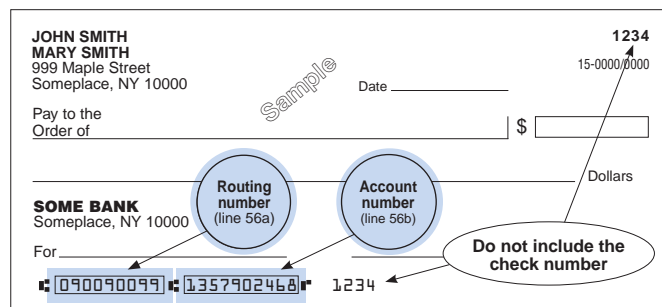 JOHN SMITH
MARY SMITH
999 Maple Street
Someplace, NY 10000
1234
15-0000/0000
Sample
Date
Pay to the
Order of
$
Dollars
Routing
number
(line 56a)
Account
number
(line 56b)
SOME BANK
Someplace, NY 10000
For
Do not include the
check number
⑆090090099⑆ 1357902468⑈ 1234